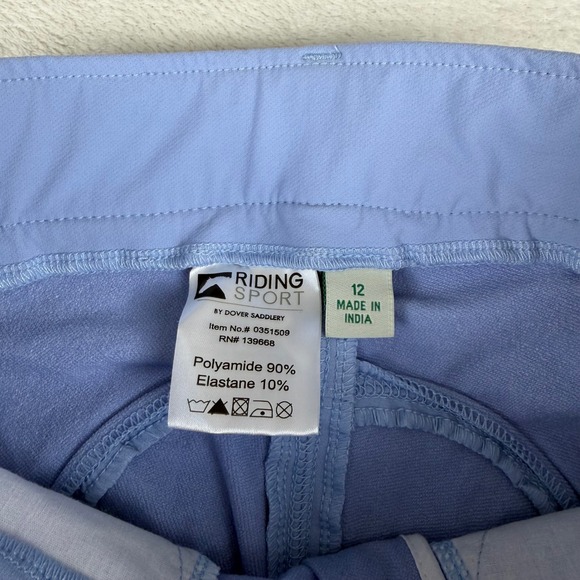 RIDING
SPORT
BY DOVER SADDLERY
Item No.# 0351509
RN# 139668
Polyamide 90%
Elastane 10%
12
MADE IN
INDIA